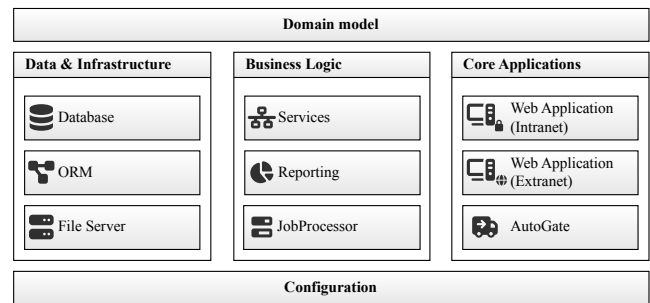 Domain model
Data & Infrastructure
Database
ORM
File Server
Business Logic
Services
Reporting
JobProcessor
Core Applications
Web Application
(Intranet)
Web Application
(Extranet)
AutoGate
Configuration